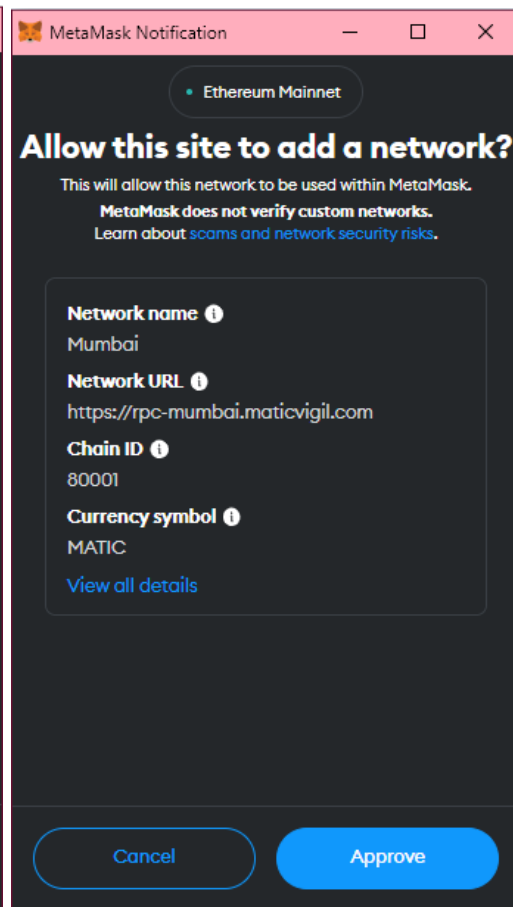 MetaMask Notification
Ethereum Mainnet
Allow this site to add a network?
This will allow this network to be used within MetaMask.
MetaMask does not verify custom networks.
Learn about scams and network security risks.
Network name
Mumbai
Network URL
https://rpc-mumbai.maticvigil.com
Chain ID
80001
Currency symbol
MATIC
View all details
Cancel Approve